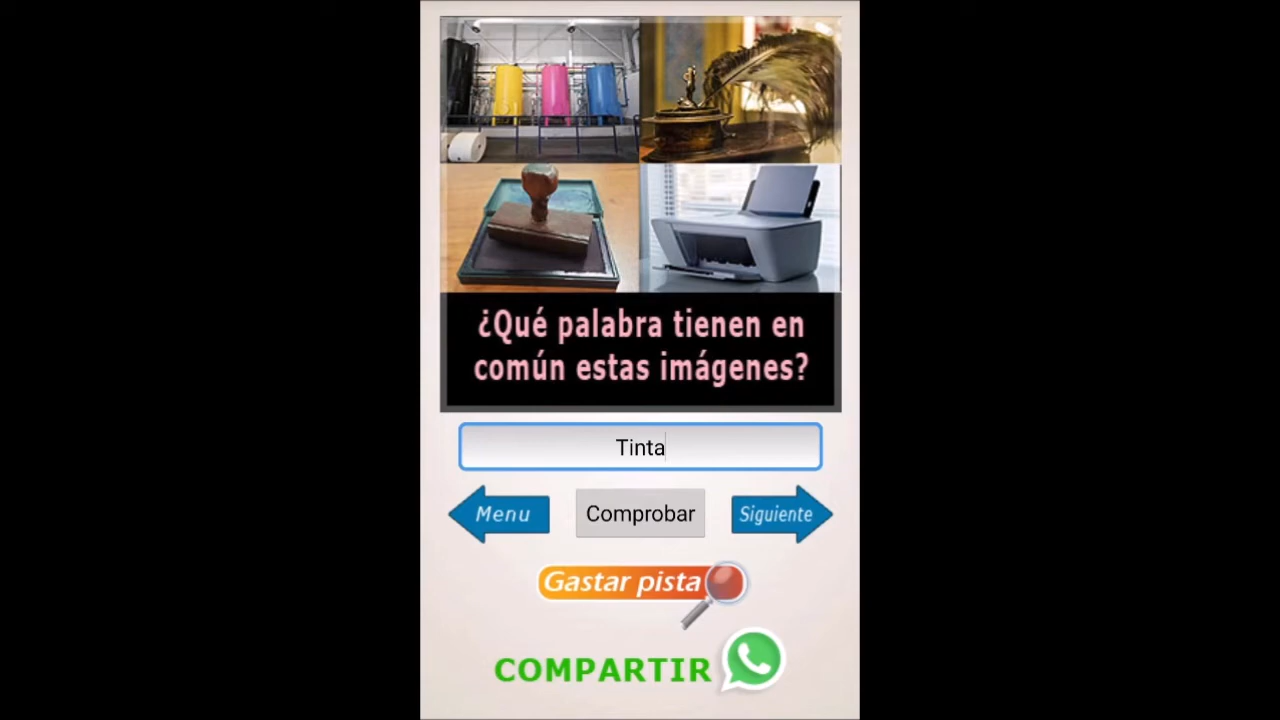 ¿Qué palabra tienen en
común estas imágenes?
Tinta
Menu
Comprobar
Siguiente
Gastar pista
COMPARTIR